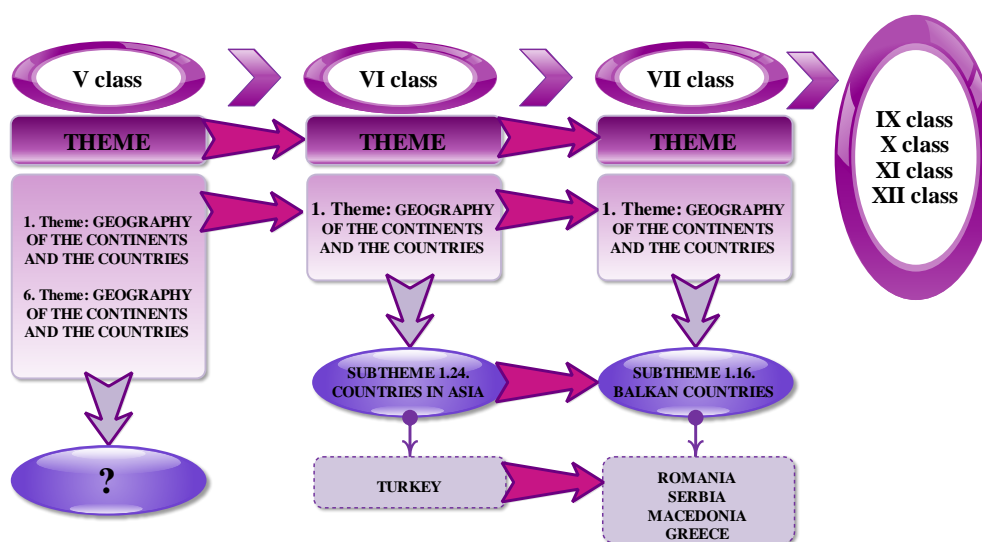 V class
VI class
VII class
IX class
X class
XI class
XII class
THEME
THEME
THEME
1. Theme: GEOGRAPHY
OF THE CONTINENTS
AND THE COUNTRIES
6. Theme: GEOGRAPHY
OF THE CONTINENTS
AND THE COUNTRIES
1. Theme: GEOGRAPHY
OF THE CONTINENTS
AND THE COUNTRIES
1. Theme: GEOGRAPHY
OF THE CONTINENTS
AND THE COUNTRIES
?
SUBTHEME 1.24.
COUNTRIES IN ASIA
SUBTHEME 1.16.
BALKAN COUNTRIES
TURKEY
ROMANIA
SERBIA
MACEDONIA
GREECE